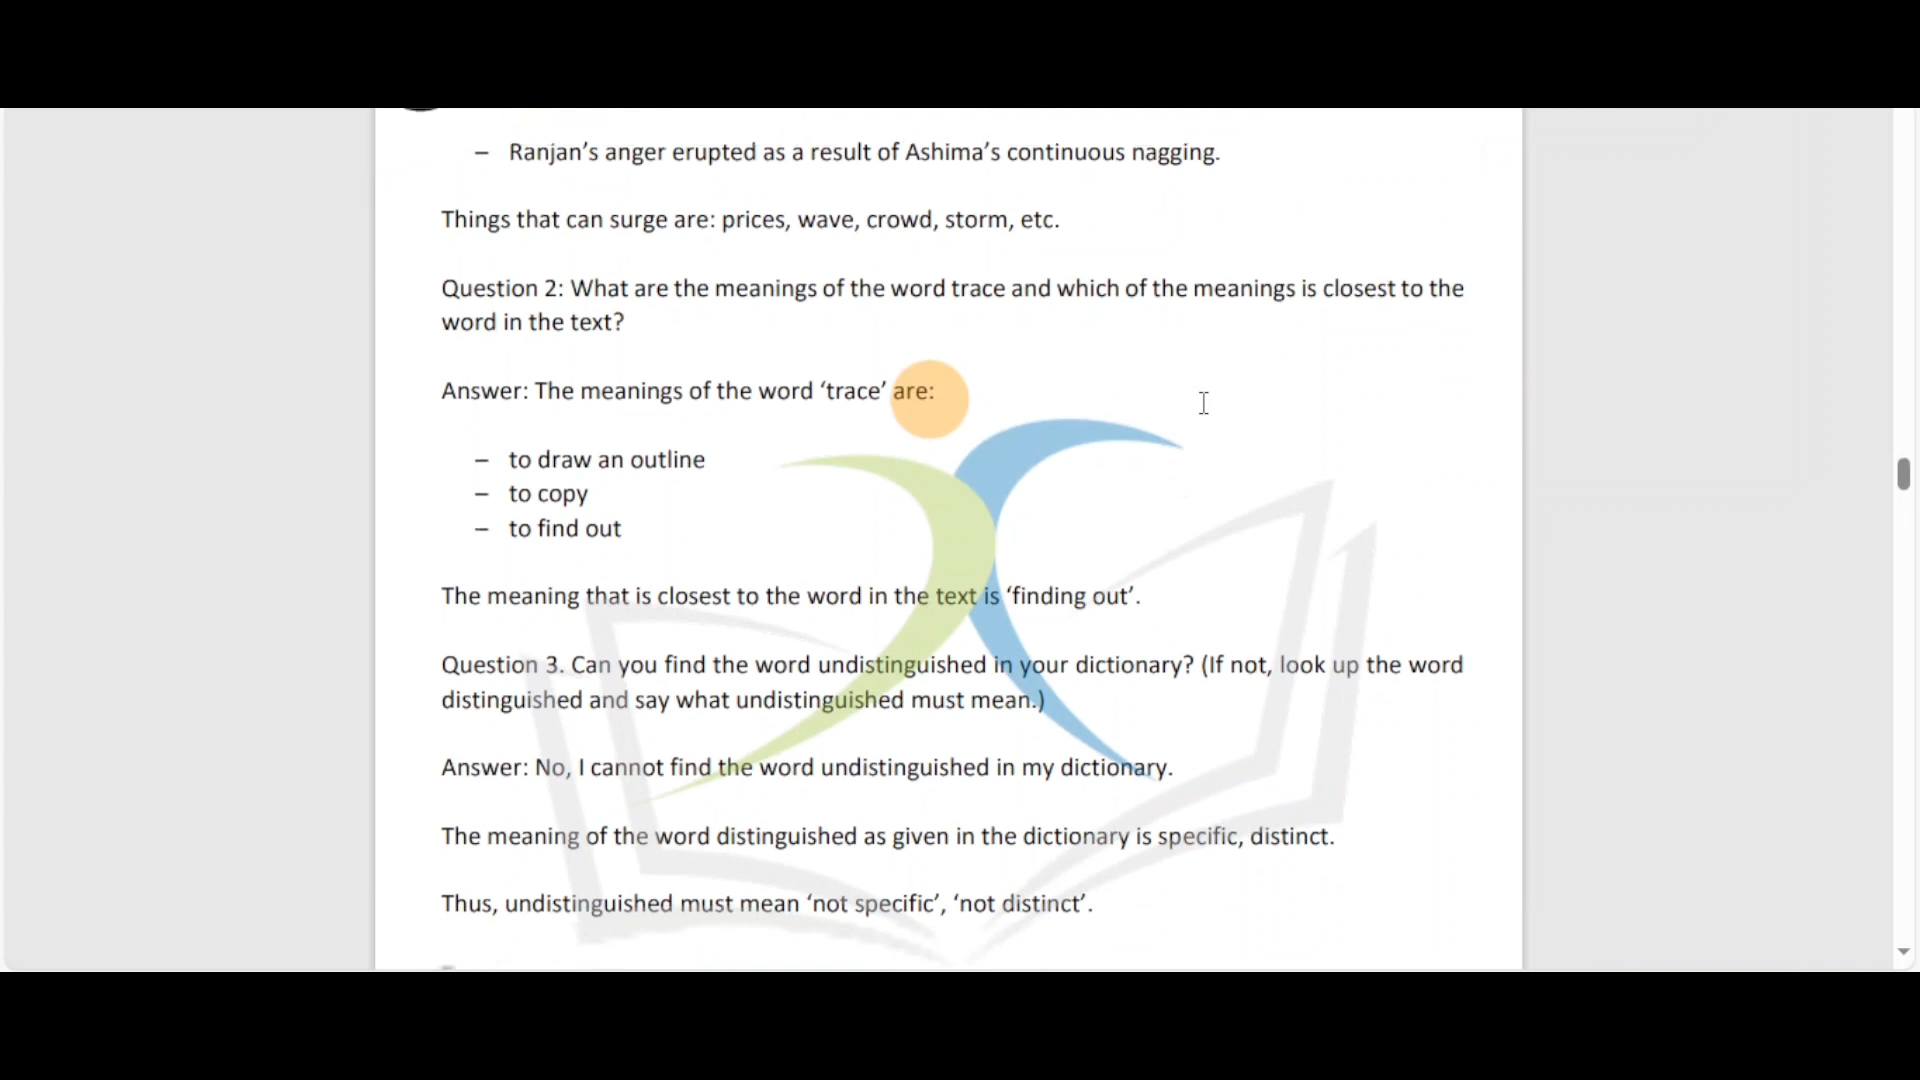 – Ranjan’s anger erupted as a result of Ashima’s continuous nagging.
Things that can surge are: prices, wave, crowd, storm, etc.
Question 2: What are the meanings of the word trace and which of the meanings is closest to the
word in the text?
Answer: The meanings of the word ‘trace’ are:
– to draw an outline
– to copy
– to find out
The meaning that is closest to the word in the text is ‘finding out’.
Question 3. Can you find the word undistinguished in your dictionary? (If not, look up the word
distinguished and say what undistinguished must mean.)
Answer: No, I cannot find the word undistinguished in my dictionary.
The meaning of the word distinguished as given in the dictionary is specific, distinct.
Thus, undistinguished must mean ‘not specific’, ‘not distinct’.